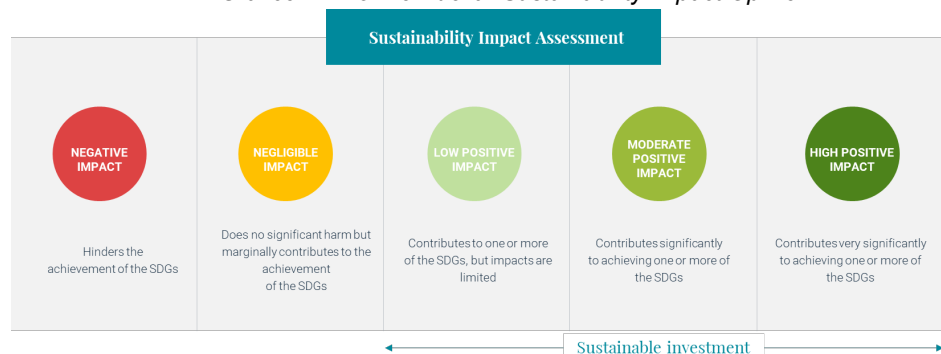 Sustainability Impact Assessment
NEGATIVE
IMPACT
Hinders the
achievement of the SDGs
NEGLIGIBLE
IMPACT
Does no significant harm but
marginally contributes to the
achievement
of the SDGs
LOW POSITIVE
IMPACT
Contributes to one or more
of the SDGs, but impacts are
limited
MODERATE
POSITIVE
IMPACT
Contributes significantly
to achieving one or more of
the SDGs
HIGH POSITIVE
IMPACT
Contributes very significantly
to achieving one or more of
the SDGs
Sustainable investment